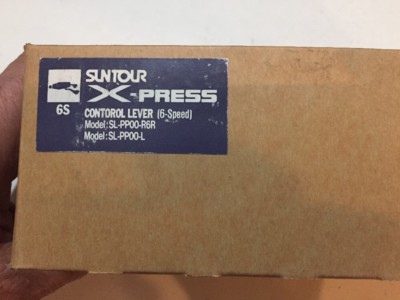 SUNTOUR
X-PRESS
6S CONTOROL LEVER (6-Speed)
Model:SL-PP00-R6R
Model:SL-PP00-L